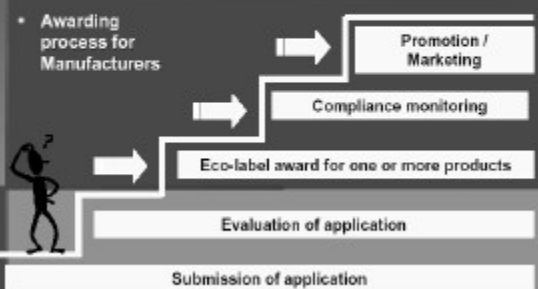 • Awarding
process for
Manufacturers
Promotion /
Marketing
Compliance monitoring
Eco-label award for one or more products
?
Evaluation of application
Submission of application